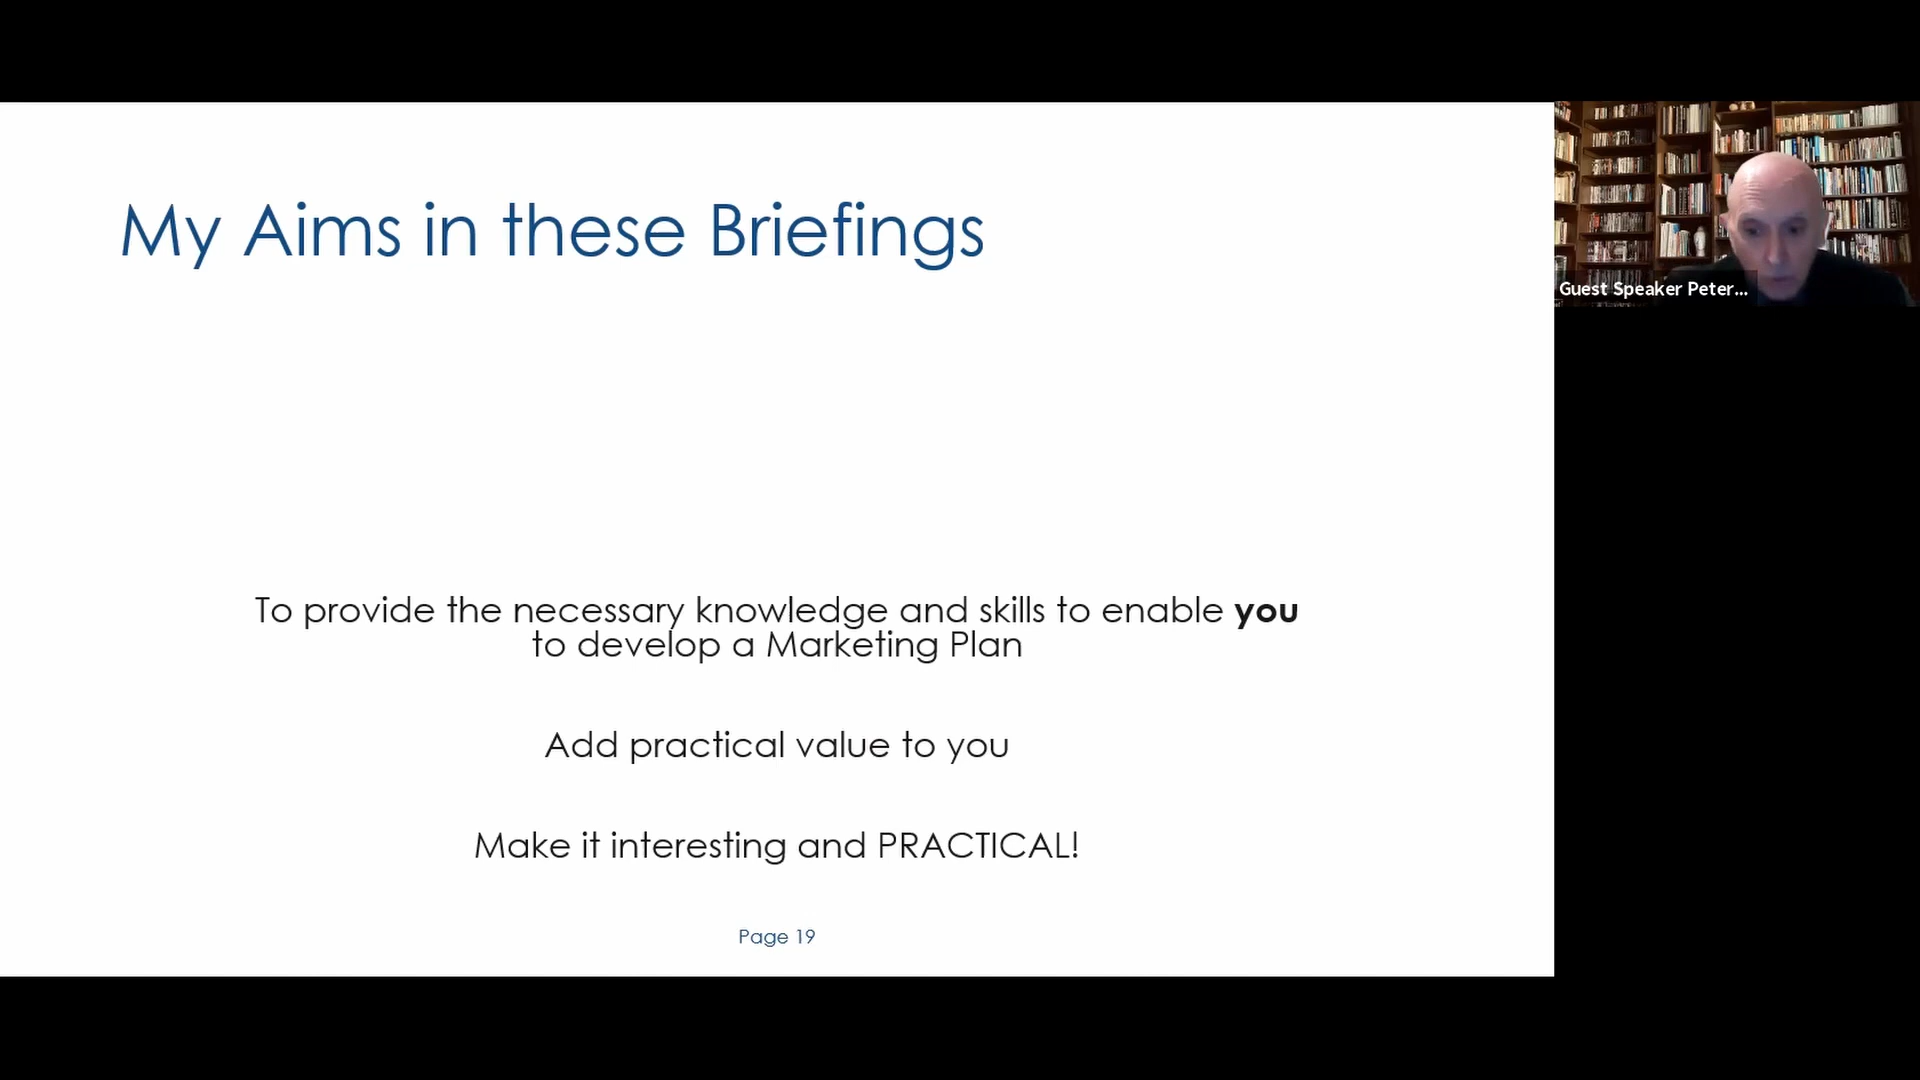 My Aims in these Briefings
To provide the necessary knowledge and skills to enable you
to develop a Marketing Plan
Add practical value to you
Make it interesting and PRACTICAL!
Page 19
Guest Speaker Peter...